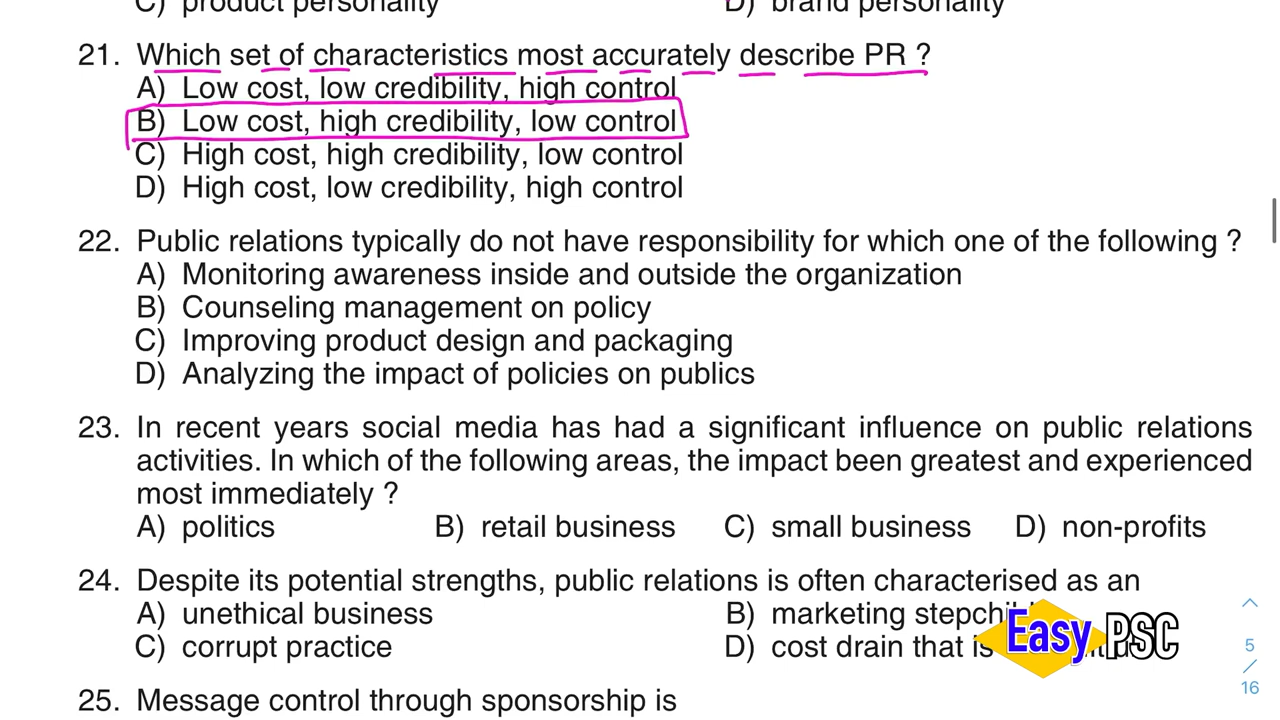 C) product personality D) brand personality
21. Which set of characteristics most accurately describe PR ?
A) Low cost, low credibility, high control
B) Low cost, high credibility, low control
C) High cost, high credibility, low control
D) High cost, low credibility, high control
22. Public relations typically do not have responsibility for which one of the following ?
A) Monitoring awareness inside and outside the organization
B) Counseling management on policy
C) Improving product design and packaging
D) Analyzing the impact of policies on publics
23. In recent years social media has had a significant influence on public relations
activities. In which of the following areas, the impact been greatest and experienced
most immediately ?
A) politics B) retail business C) small business D) non-profits
24. Despite its potential strengths, public relations is often characterised as an
A) unethical business B) marketing
C) corrupt practice D) cost drain that is
Easy PSC
5
/
16
25. Message control through sponsorship is